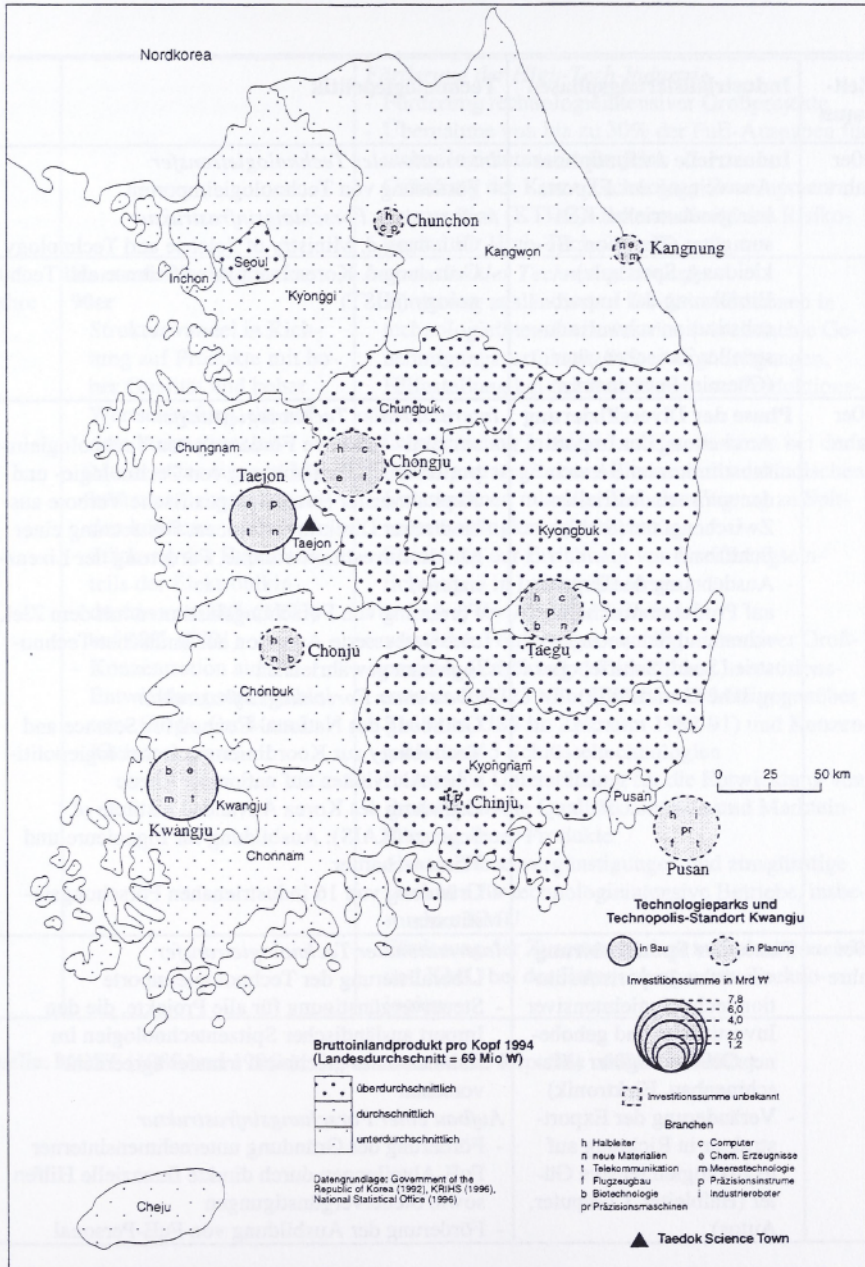 Nordkorea
h
c p
Chunchon
Kangwon
n e
t m
Kangnung
Seoul
Inchon
Kyonggi
Chungbuk
Chungnam
h c
e f
Chongju
Taejon
e p
t n
Taejon
Kyongbuk
h c
p
b n
Taegu
h c
n b
Chonju
Chonbuk
b e
m t
Kwangju
Kwangju
Kyongnam
Chinju
Pusan
pr
Pusan
0 25 50 km
Chonnam
Cheju
Technologieparks und
Technopolis-Standort Kwangju
in Bau
in Planung
Investitionssumme in Mrd ₩
7,8
6,0
4,0
2,0
1,2
Investitionssumme unbekannt
Branchen
h Halbleiter
n neue Materialien
t Telekommunikation
f Flugzeugbau
b Biotechnologie
pr Präzisionsmaschinen
c Computer
e Chem. Erzeugnisse
m Meerestechnologie
p Präzisionsinstrume
i Industrieroboter
Taedok Science Town
Bruttoinlandprodukt pro Kopf 1994
(Landesdurchschnitt = 69 Mio ₩)
überdurchschnittlich
durchschnittlich
unterdurchschnittlich
Datengrundlage: Government of the
Republic of Korea (1992), KRIHS (1996),
National Statistical Office (1996)